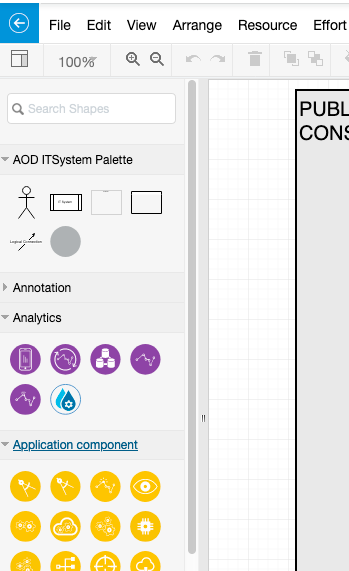 File Edit View Arrange Resource Effort
100%
Search Shapes
PUBL
CONS
AOD ITSystem Palette
IT System
Logical Connection
Annotation
Analytics
Application component